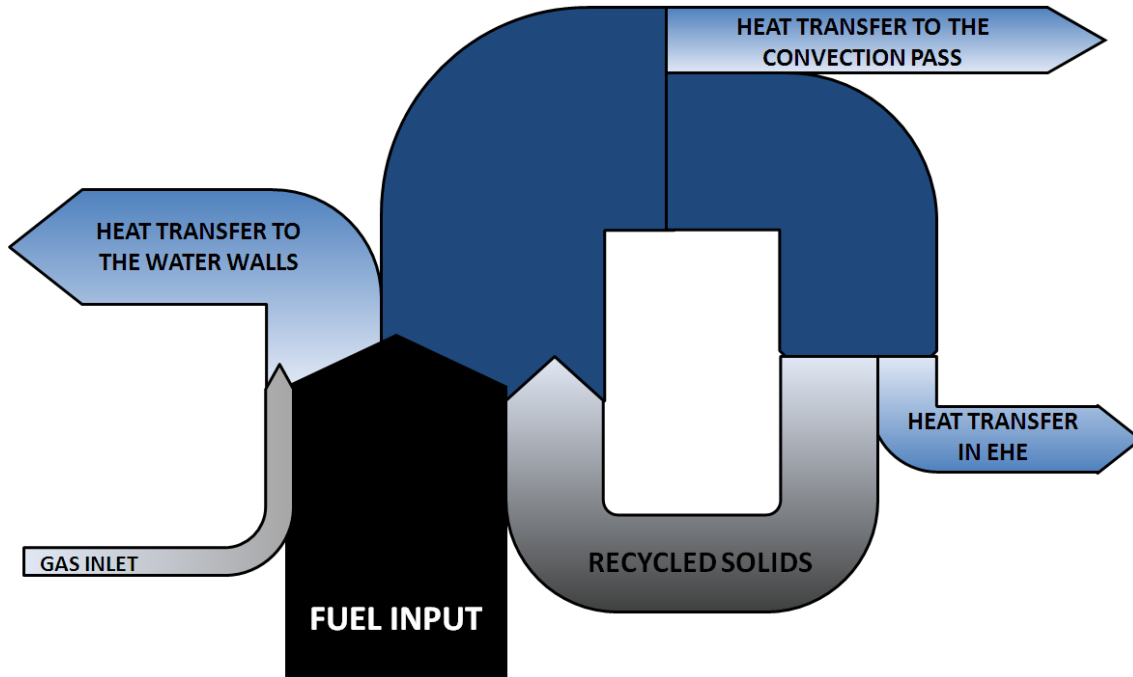 HEAT TRANSFER TO THE
CONVECTION PASS
HEAT TRANSFER TO
THE WATER WALLS
HEAT TRANSFER
IN EHE
GAS INLET
RECYCLED SOLIDS
FUEL INPUT